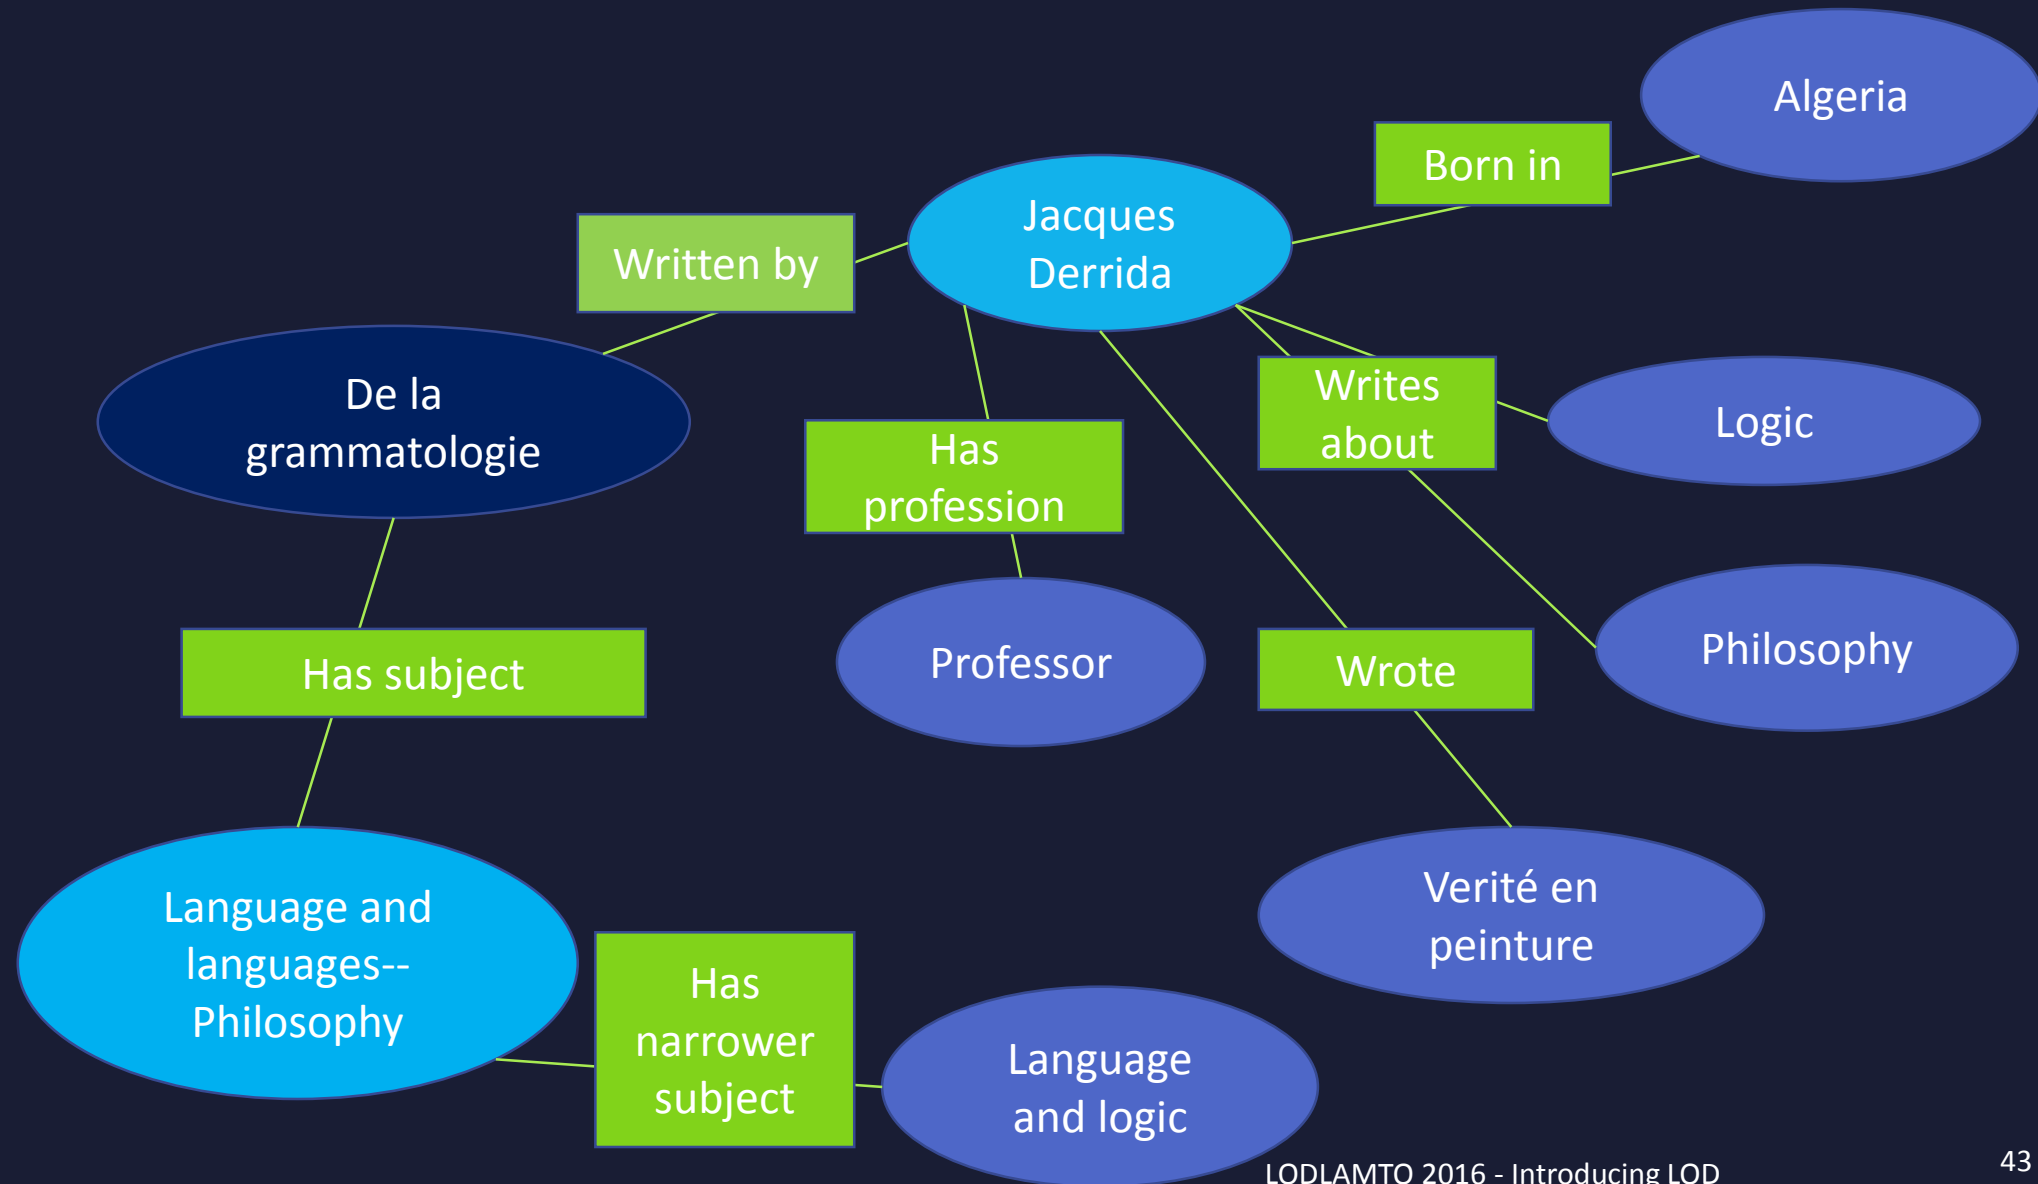 Algeria
Born in
Jacques
Derrida
Written by
De la
grammatologie
Writes
about
Logic
Has
profession
Has subject
Professor
Wrote
Philosophy
Language and
languages--
Philosophy
Verité en
peinture
Has
narrower
subject
Language
and logic
LODLAMTO 2016 - Introducing LOD
43